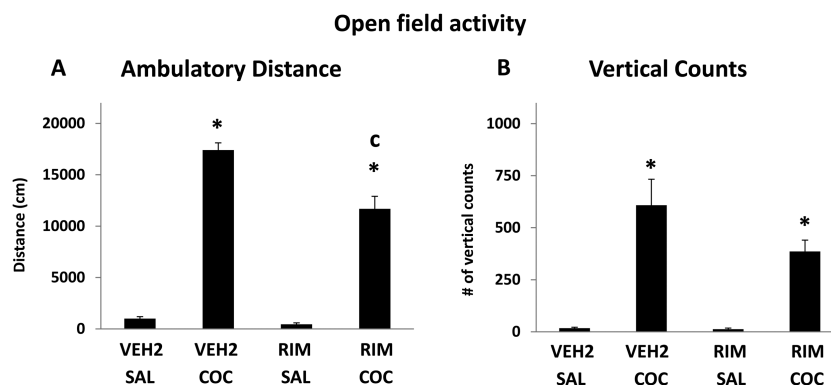 Open field activity
A Ambulatory Distance
20000
15000
10000
5000
0
Distance (cm)
*
c
*
VEH2 VEH2 RIM RIM
SAL COC SAL COC
B Vertical Counts
1000
750
500
250
0
# of vertical counts
*
*
VEH2 VEH2 RIM RIM
SAL COC SAL COC